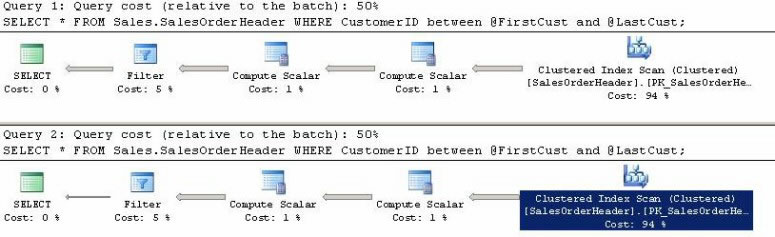 Query 1: Query cost (relative to the batch): 50%
SELECT * FROM Sales.SalesOrderHeader WHERE CustomerID between @FirstCust and @LastCust;
SELECT
Cost: 0 %
Filter
Cost: 5 %
Compute Scalar
Cost: 1 %
Compute Scalar
Cost: 1 %
Clustered Index Scan (Clustered)
[SalesOrderHeader].[PK_SalesOrderHe…
Cost: 94 %
Query 2: Query cost (relative to the batch): 50%
SELECT * FROM Sales.SalesOrderHeader WHERE CustomerID between @FirstCust and @LastCust;
SELECT
Cost: 0 %
Filter
Cost: 5 %
Compute Scalar
Cost: 1 %
Compute Scalar
Cost: 1 %
Clustered Index Scan (Clustered)
[SalesOrderHeader].[PK_SalesOrderHe…
Cost: 94 %